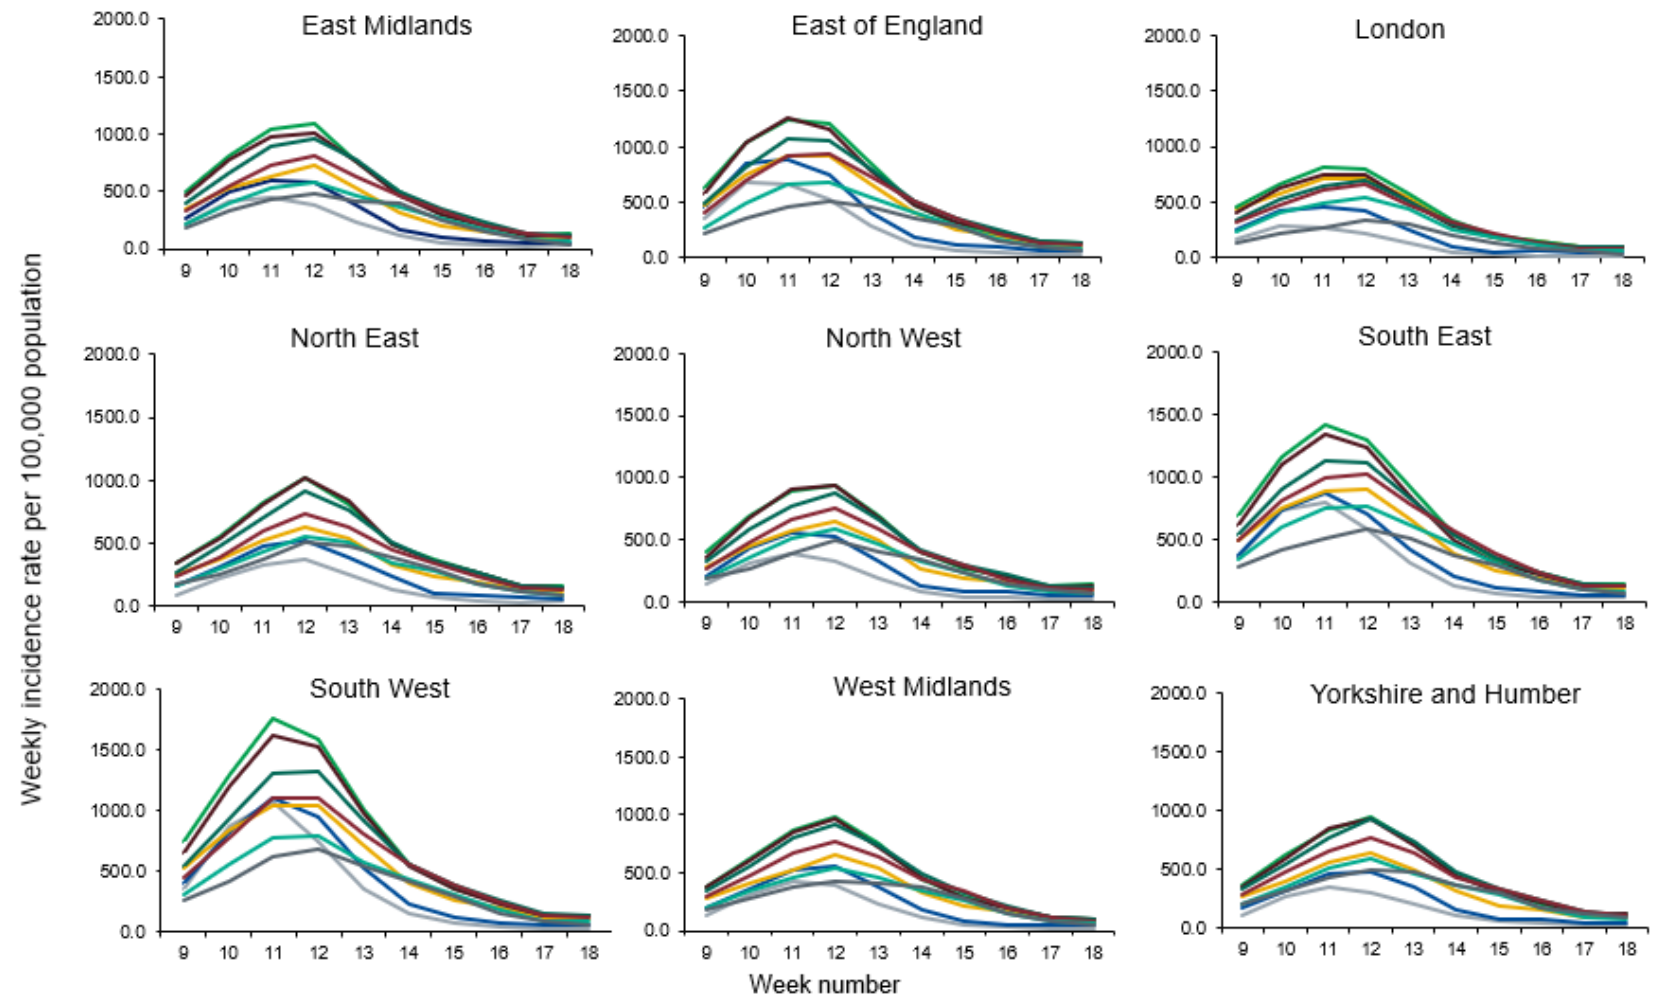 Weekly incidence rate per 100,000 population
East Midlands
2000.0
1500.0
1000.0
500.0
0.0
9 10 11 12 13 14 15 16 17 18
East of England
2000.0
1500.0
1000.0
500.0
0.0
9 10 11 12 13 14 15 16 17 18
London
2000.0
1500.0
1000.0
500.0
0.0
9 10 11 12 13 14 15 16 17 18
North East
2000.0
1500.0
1000.0
500.0
0.0
9 10 11 12 13 14 15 16 17 18
North West
2000.0
1500.0
1000.0
500.0
0.0
9 10 11 12 13 14 15 16 17 18
South East
2000.0
1500.0
1000.0
500.0
0.0
9 10 11 12 13 14 15 16 17 18
South West
2000.0
1500.0
1000.0
500.0
0.0
9 10 11 12 13 14 15 16 17 18
West Midlands
2000.0
1500.0
1000.0
500.0
0.0
9 10 11 12 13 14 15 16 17 18
Yorkshire and Humber
2000.0
1500.0
1000.0
500.0
0.0
9 10 11 12 13 14 15 16 17 18
Week number